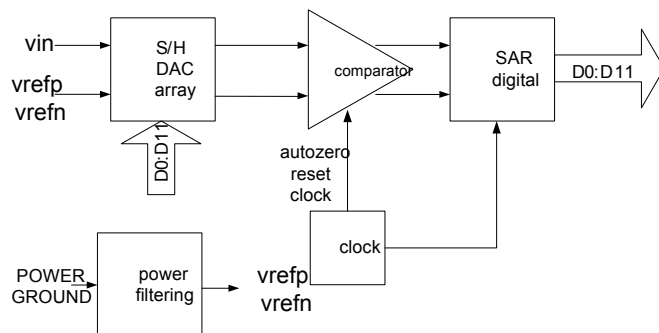 vin
vrefp
vrefn
S/H
DAC
array
D0:D11
comparator
SAR
digital
D0:D11
autozero
reset
clock
clock
POWER
GROUND
power
filtering
vrefp
vrefn